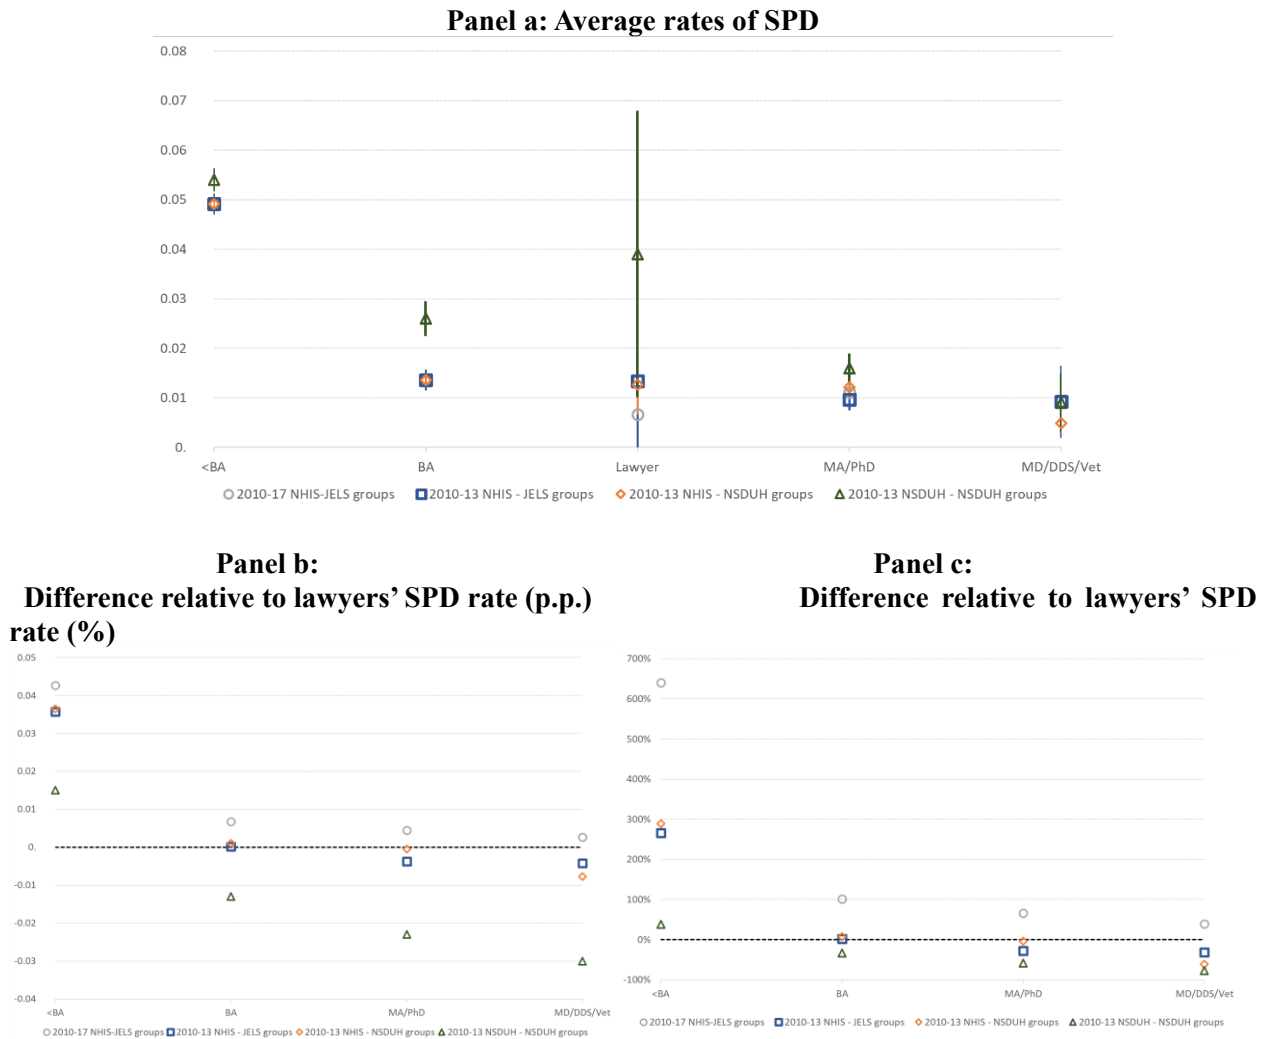 Panel a: Average rates of SPD
0.08
0.07
0.06
0.05
0.04
0.03
0.02
0.01
0.
<BA BA Lawyer MA/PhD MD/DDS/Vet
2010-17 NHIS-JELS groups 2010-13 NHIS - JELS groups 2010-13 NHIS - NSDUH groups 2010-13 NSDUH - NSDUH groups
Panel b: Panel c:
Difference relative to lawyers’ SPD rate (p.p.) Difference relative to lawyers’ SPD
rate (%)
0.05
0.04
0.03
0.02
0.01
0.
-0.01
-0.02
-0.03
-0.04
<BA BA MA/PhD MD/DDS/Vet
2010-17 NHIS-JELS groups 2010-13 NHIS - JELS groups 2010-13 NHIS - NSDUH groups 2010-13 NSDUH - NSDUH groups
700%
600%
500%
400%
300%
200%
100%
0%
-100%
<BA BA MA/PhD MD/DDS/Vet
2010-17 NHIS-JELS groups 2010-13 NHIS - JELS groups 2010-13 NHIS - NSDUH groups 2010-13 NSDUH - NSDUH groups